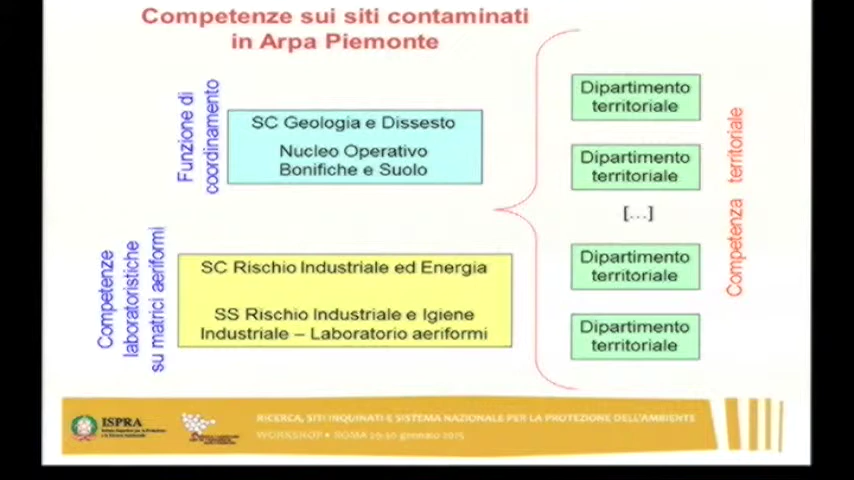 Competenze sui siti contaminati
in Arpa Piemonte
Funzione di
coordinamento
SC Geologia e Dissesto
Nucleo Operativo
Bonifiche e Suolo
Competenze
laboratoristiche
su matrici aeriformi
SC Rischio Industriale ed Energia
SS Rischio Industriale e Igiene
Industriale – Laboratorio aeriformi
Dipartimento
territoriale
Dipartimento
territoriale
[...]
Dipartimento
territoriale
Dipartimento
territoriale
Competenza territoriale
ISPRA
RICERCA, SITI INQUINATI E SISTEMA NAZIONALE PER LA PROTEZIONE DELL'AMBIENTE
WORKSHOP • ROMA gennaio 2015